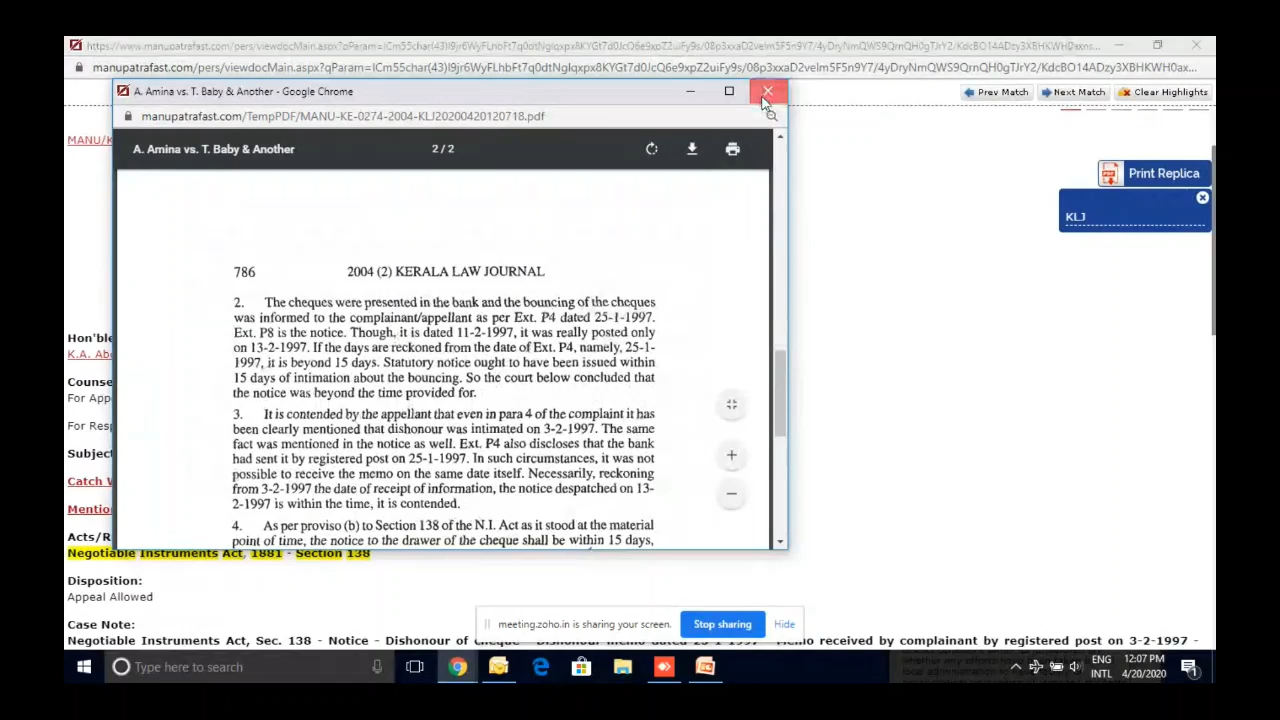 https://www.manupatrafast.com/pers/viewdocMain.aspx?
manupatrafast.com/pers/viewdocMain.aspx?
A. Amina vs. T. Baby & Another - Google Chrome
Prev Match Next Match Clear Highlights
manupatrafast.com/TempPDF/MANU-KE-0274-2004
MANU/K
A. Amina vs. T. Baby & Another 2/2
Print Replica
KLJ
786 2004 (2) KERALA LAW JOURNAL
2. The cheques were presented in the bank and the bouncing of the cheques
was informed to the complainant/appellant as per Ext. P4 dated 25-1-1997.
Ext. P8 is the notice. Though, it is dated 11-2-1997, it was really posted only
on 13-2-1997. If the days are reckoned from the date of Ext. P4, namely, 25-1-
1997, it is beyond 15 days. Statutory notice ought to have been issued within
15 days of intimation about the bouncing. So the court below concluded that
the notice was beyond the time provided for.
3. It is contended by the appellant that even in para 4 of the complaint it has
been clearly mentioned that dishonour was intimated on 3-2-1997. The same
fact was mentioned in the notice as well. Ext. P4 also discloses that the bank
had sent it by registered post on 25-1-1997. In such circumstances, it was not
possible to receive the memo on the same date itself. Necessarily, reckoning
from 3-2-1997 the date of receipt of information, the notice despatched on 13-
2-1997 is within the time, it is contended.
4. As per proviso (b) to Section 138 of the N.I. Act as it stood at the material
point of time, the notice to the drawer of the cheque shall be within 15 days,
Hon'ble
K.A. Ab
Counse
For App
For Res
Subject
Catch W
Mention
Acts/R
Negotiable Instruments Act, 1881 - Section 138
Disposition:
Appeal Allowed
Case Note:
Negotiable Instruments Act, Sec. 138 - Notice - Dishonour of cheque - Dishonour memo dated 25-1-1997 - Memo received by complainant by registered post on 3-2-1997 -
meeting.zoho.in is sharing your screen. Stop sharing Hide
Type here to search
ENG 12:07 PM
INTL 4/20/2020